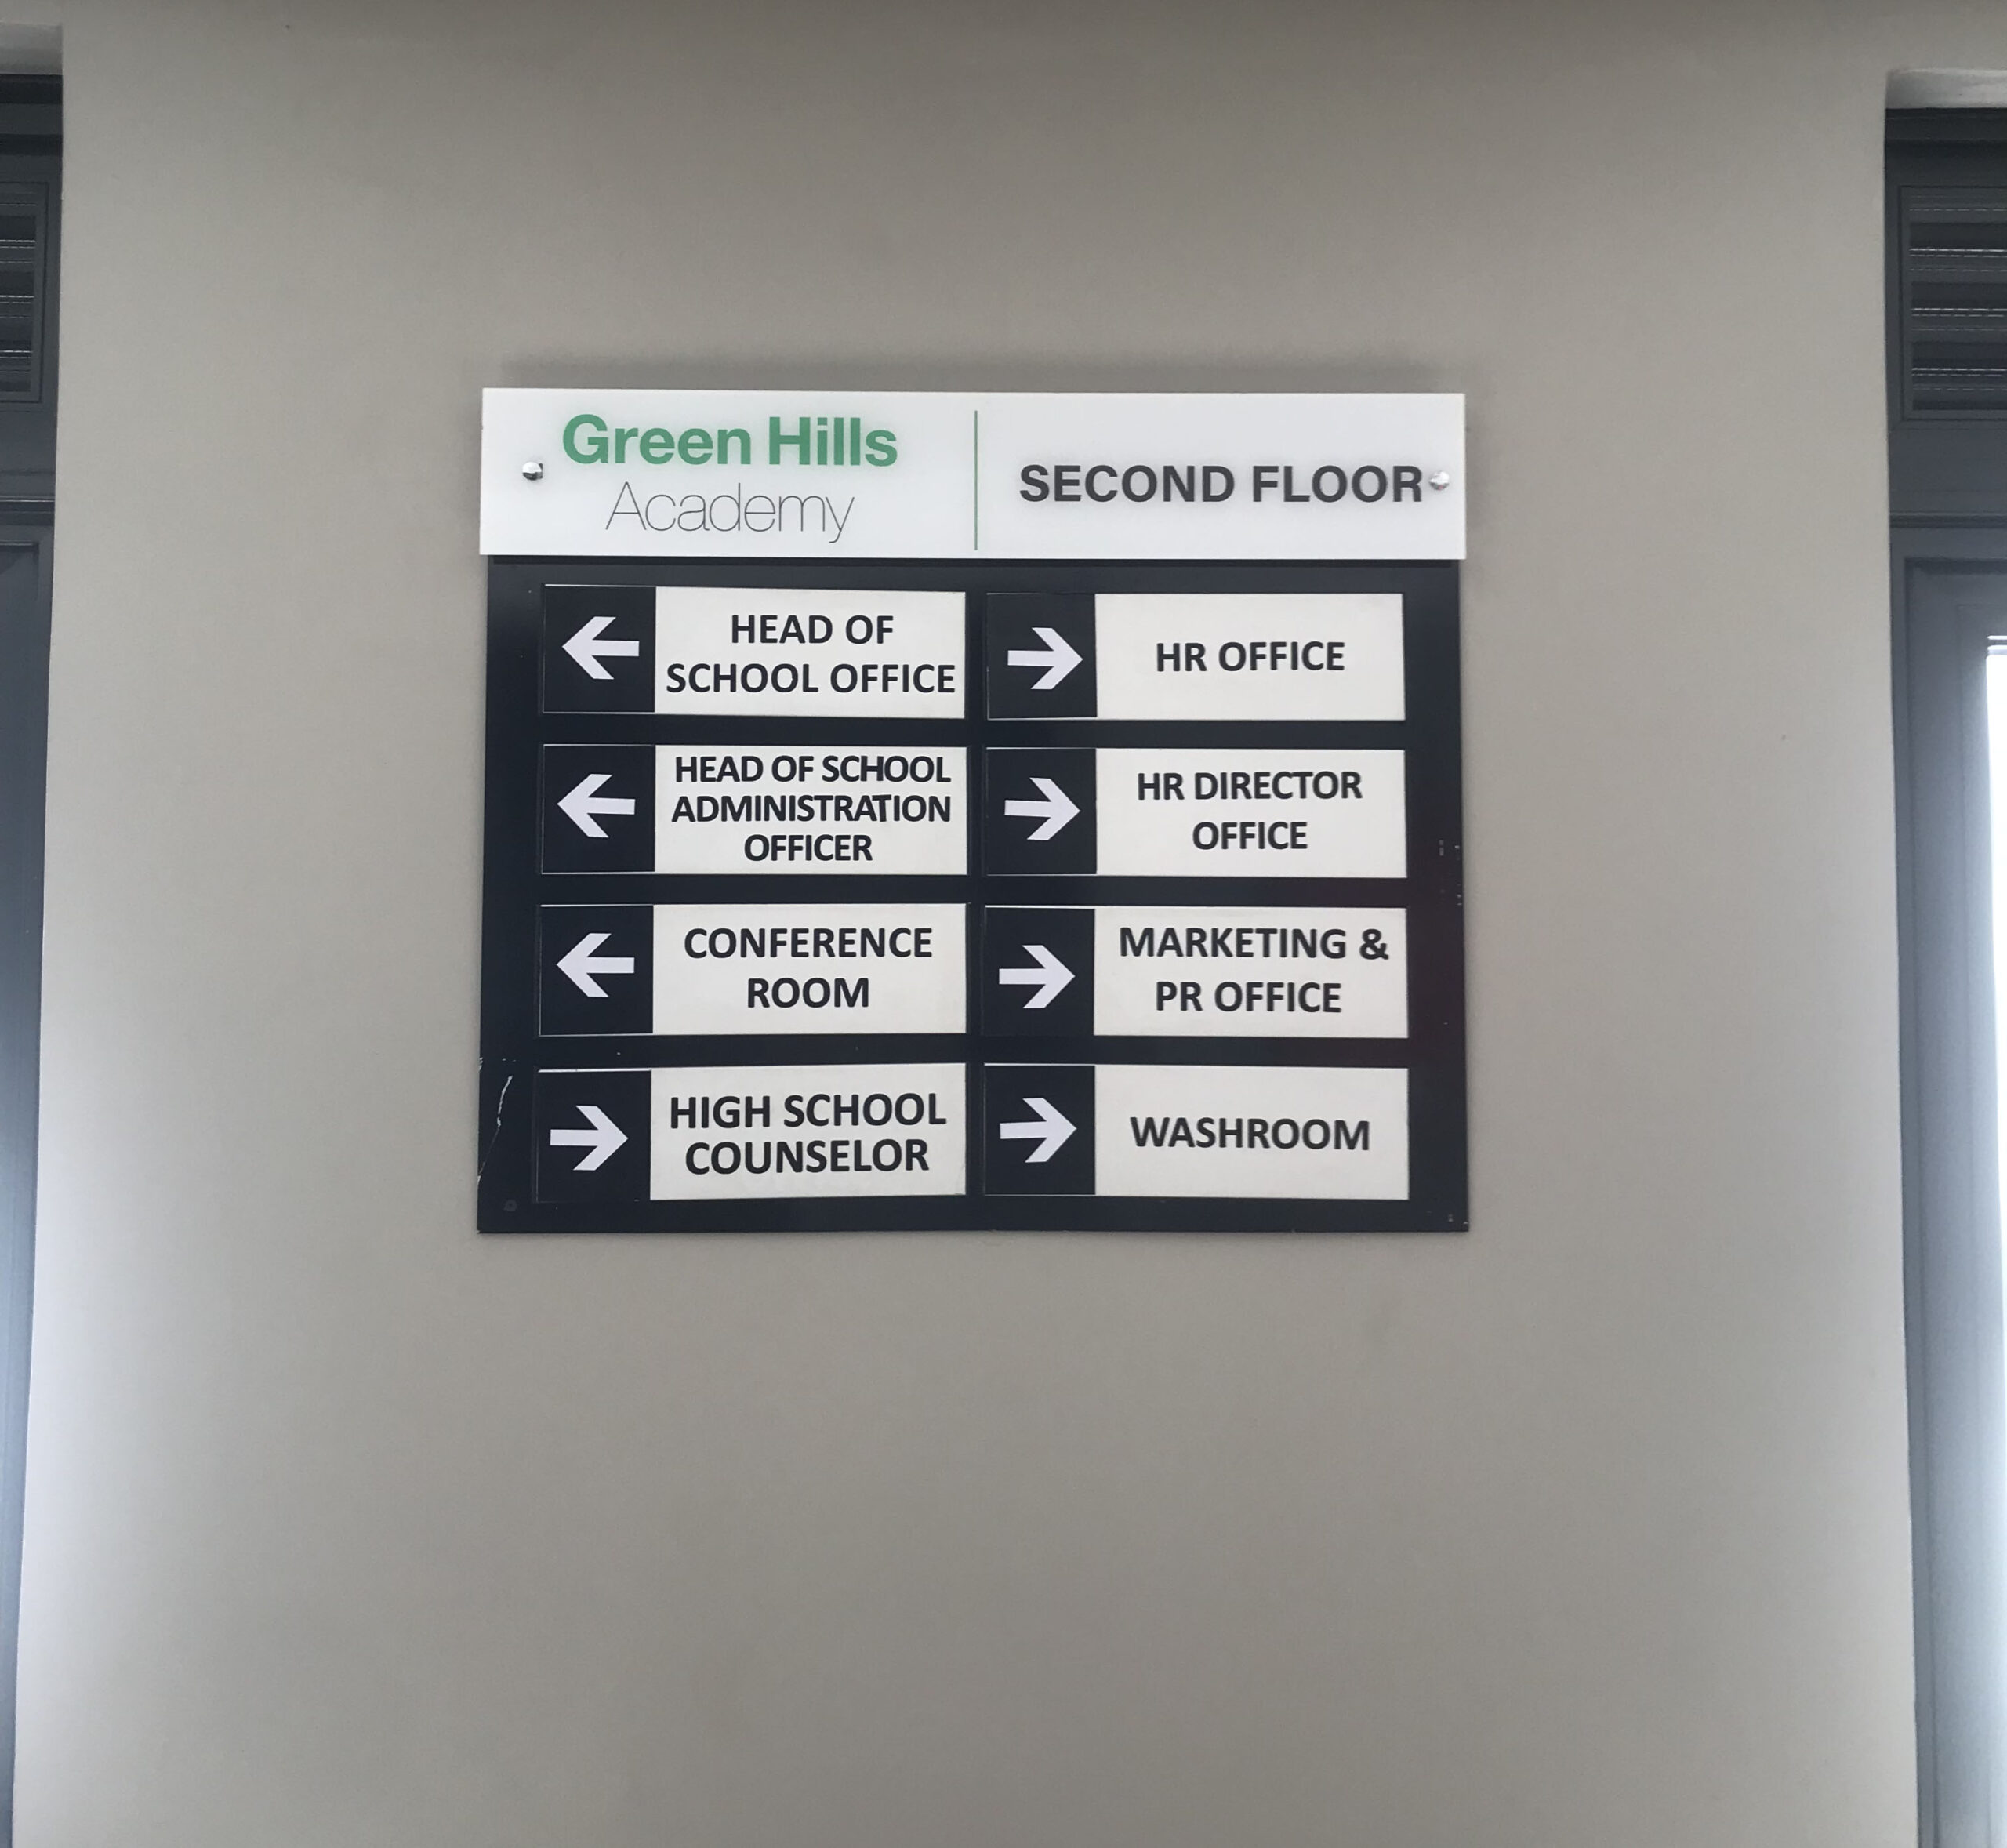 Green Hills
Academy
SECOND FLOOR
HEAD OF
SCHOOL OFFICE
HR OFFICE
HEAD OF SCHOOL
ADMINISTRATION
OFFICER
HR DIRECTOR
OFFICE
CONFERENCE
ROOM
MARKETING &
PR OFFICE
HIGH SCHOOL
COUNSELOR
WASHROOM